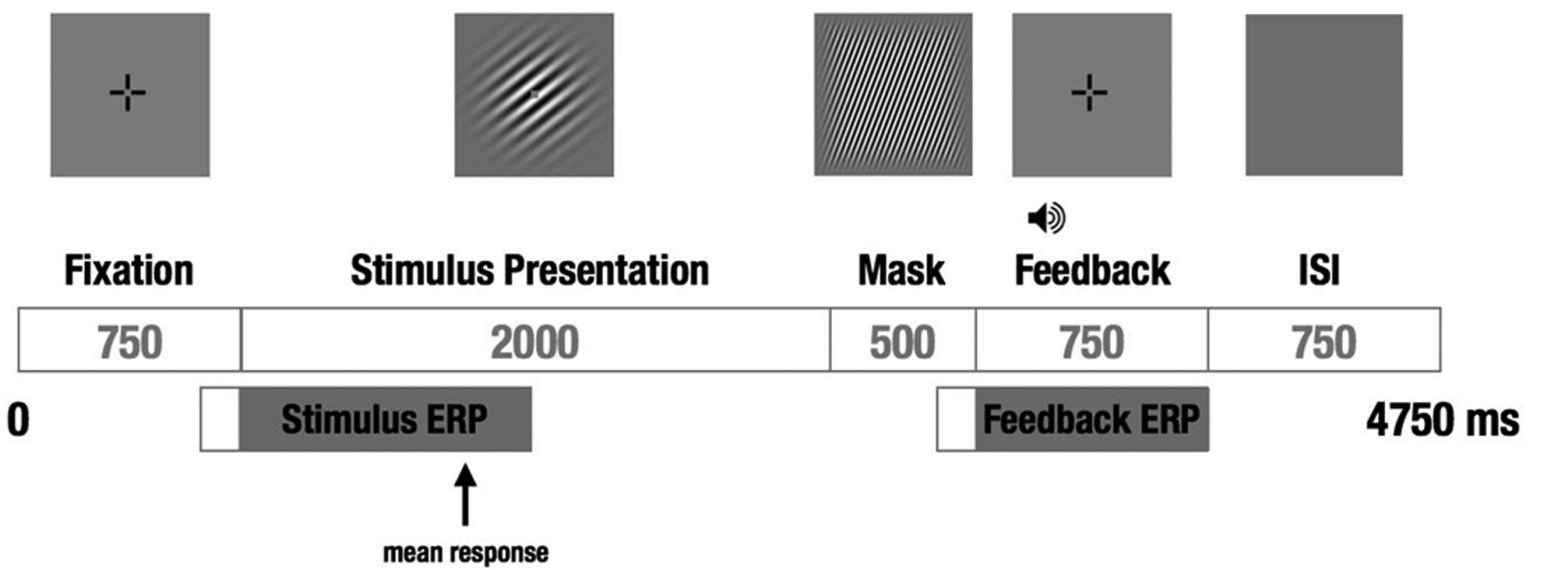 Fixation Stimulus Presentation Mask Feedback ISI
750 2000 500 750 750
0 Stimulus ERP Feedback ERP 4750 ms
mean response